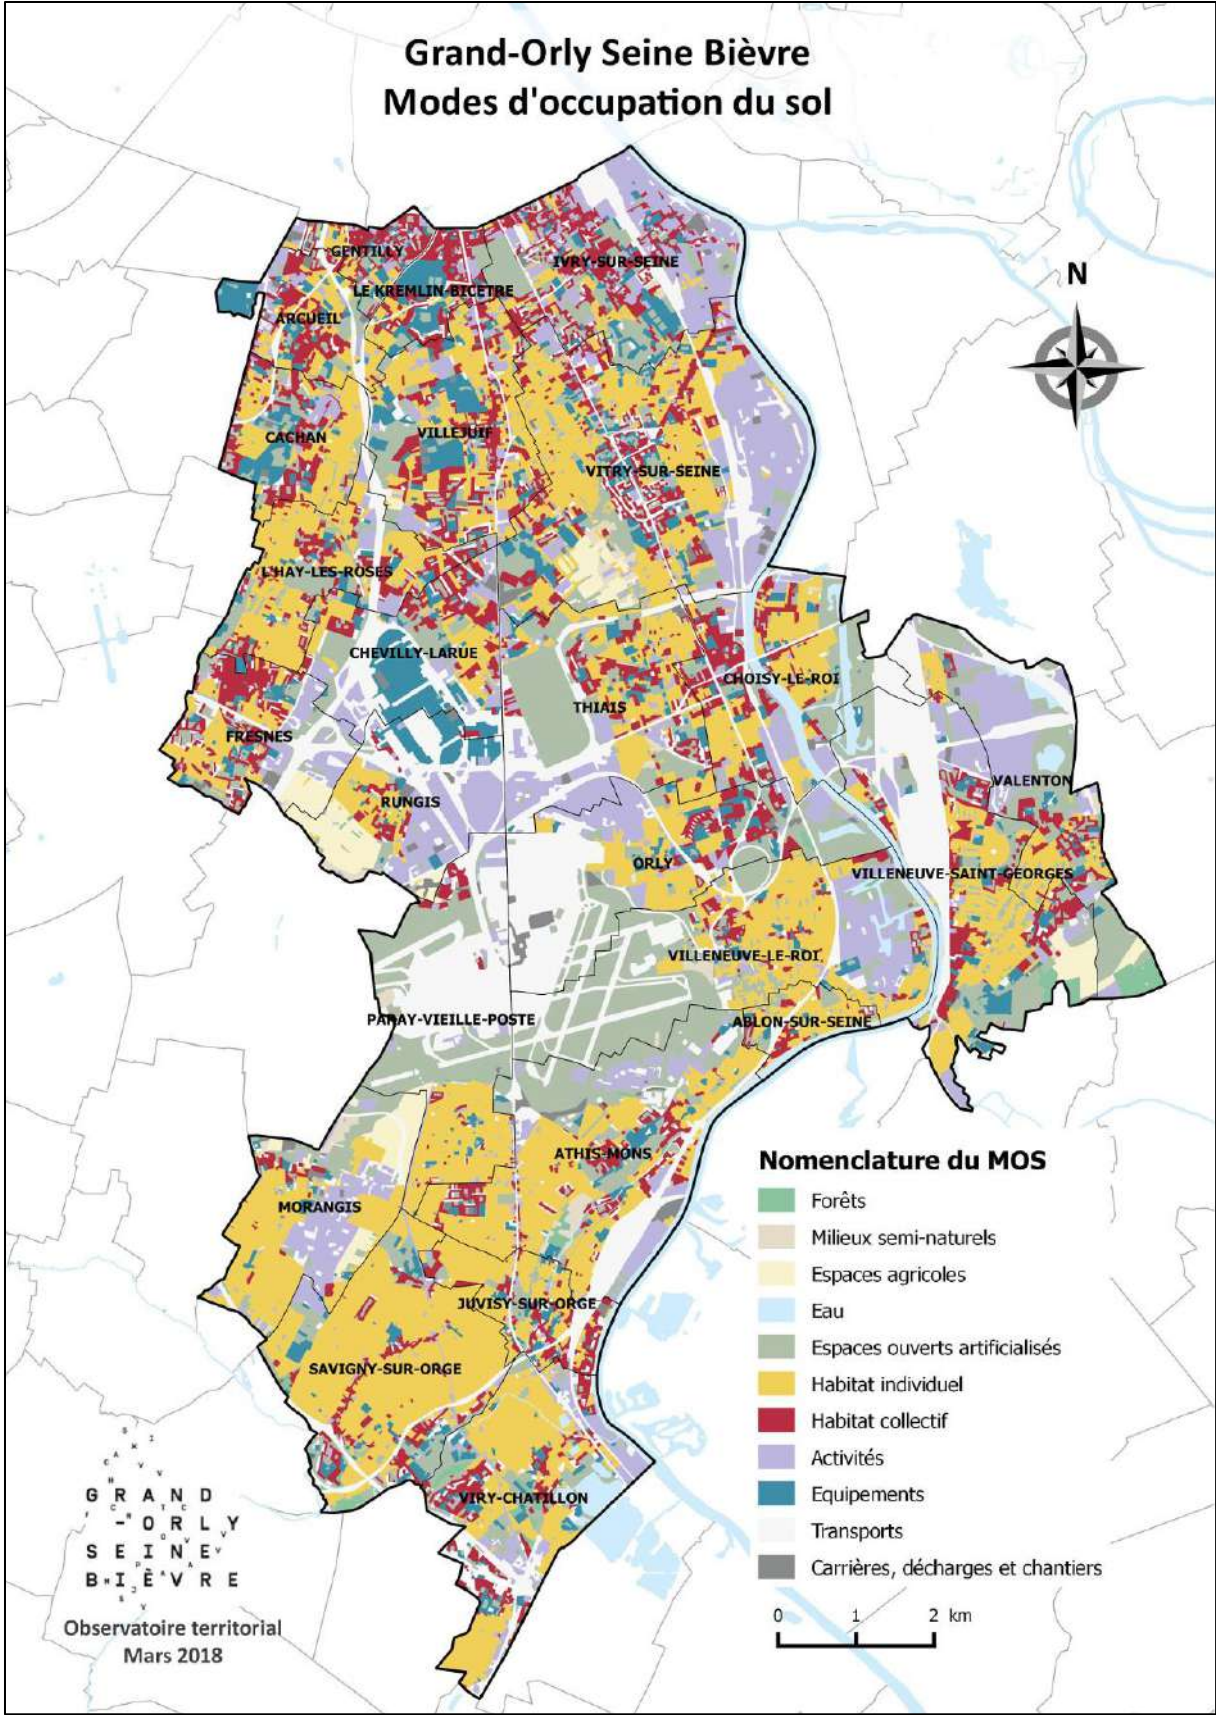 Grand-Orly Seine Bièvre
Modes d'occupation du sol
GENTILLY
IVRY-SUR-SEINE
LE KREMLIN-BICETRE
N
ARCUEIL
CACHAN
VILLEJUIF
VITRY-SUR-SEINE
L'HAY-LES-ROSES
CHEVILLY-LARUE
CHOISY-LE-ROI
THIAIS
FRESNES
VALENTON
RUNGIS
ORLY
VILLENEUVE-SAINT-GEORGES
VILLENEUVE-LE-ROI
PARAY-VIEILLE-POSTE
ABLON-SUR-SEINE
ATHIS-MONS
MORANGIS
JUVISY-SUR-ORGE
SAVIGNY-SUR-ORGE
VIRY-CHATILLON
Nomenclature du MOS
Forêts
Milieux semi-naturels
Espaces agricoles
Eau
Espaces ouverts artificialisés
Habitat individuel
Habitat collectif
Activités
Equipements
Transports
Carrières, décharges et chantiers
0 1 2 km
GRAND
-ORLY
SEINE
BIÈVRE
Observatoire territorial
Mars 2018